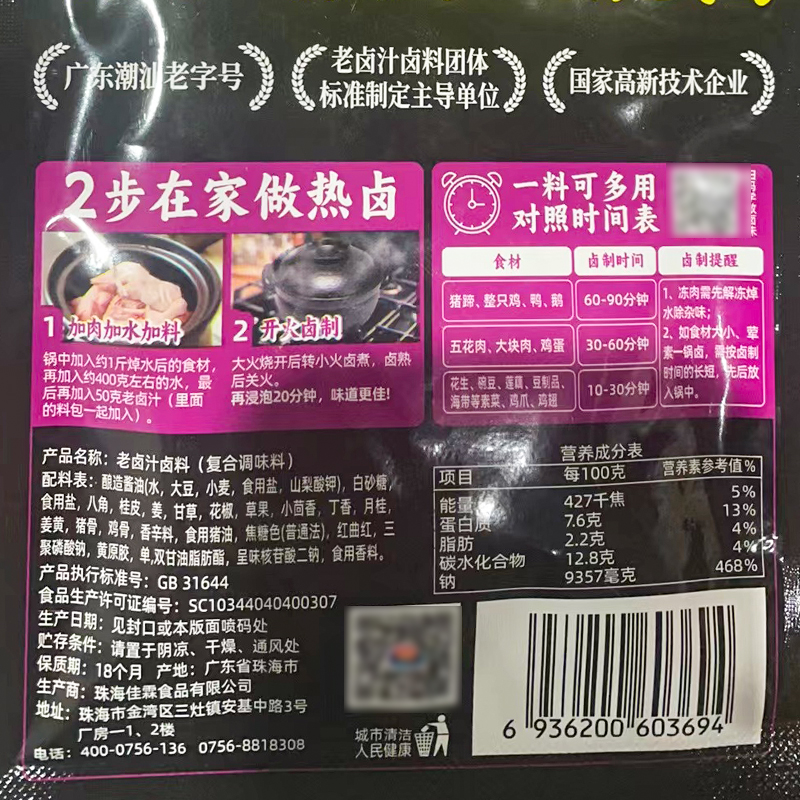 广东潮汕老字号
老卤汁卤料团体
标准制定主导单位
国家高新技术企业
2步在家做热卤
1 加肉加水加料
锅中加入约1斤焯水后的食材，
再加入约400克左右的水，最
后再加入50克老卤汁（里面
的料包一起加入）。
2 开火卤制
大火烧开后转小火卤煮，卤熟
后关火。
再浸泡20分钟，味道更佳!
一料可多用
对照时间表
食材 卤制时间 卤制提醒
猪蹄、整只鸡、鸭、鹅 60-90分钟
五花肉、大块肉、鸡蛋 30-60分钟
花生、豌豆、莲藕、豆制品、
海带等素菜、鸡爪、鸡翅
10-30分钟
1、冻肉需先解冻焯
水除杂味；
2、如食材大小、荤
素一锅卤，需按卤制
时间的长短，先后放
入锅中。
产品名称：老卤汁卤料（复合调味料）
配料表：酿造酱油(水，大豆，小麦，食用盐，山梨酸钾)，白砂糖，
食用盐，八角，桂皮，姜，甘草，花椒，草果，小茴香，丁香，月桂，
姜黄，猪骨，鸡骨，香辛料，食用猪油，焦糖色(普通法)，红曲红，三
聚磷酸钠，黄原胶，单,双甘油脂肪酯，呈味核苷酸二钠，食用香料。
产品执行标准号：GB 31644
食品生产许可证编号：SC10344040400307
生产日期：见封口或本版面喷码处
贮存条件：请置于阴凉、干燥、通风处
保质期：18个月 产地：广东省珠海市
生产商：珠海佳霖食品有限公司
地址：珠海市金湾区三灶镇安基中路3号
厂房一1、2楼
电话：400-0756-136 0756-8818308
营养成分表
项目 每100克 营养素参考值%
能量 427千焦 5%
蛋白质 7.6克 13%
脂肪 2.2克 4%
碳水化合物 12.8克 4%
钠 9357毫克 468%
城市清洁
人民健康
6 936200 603694